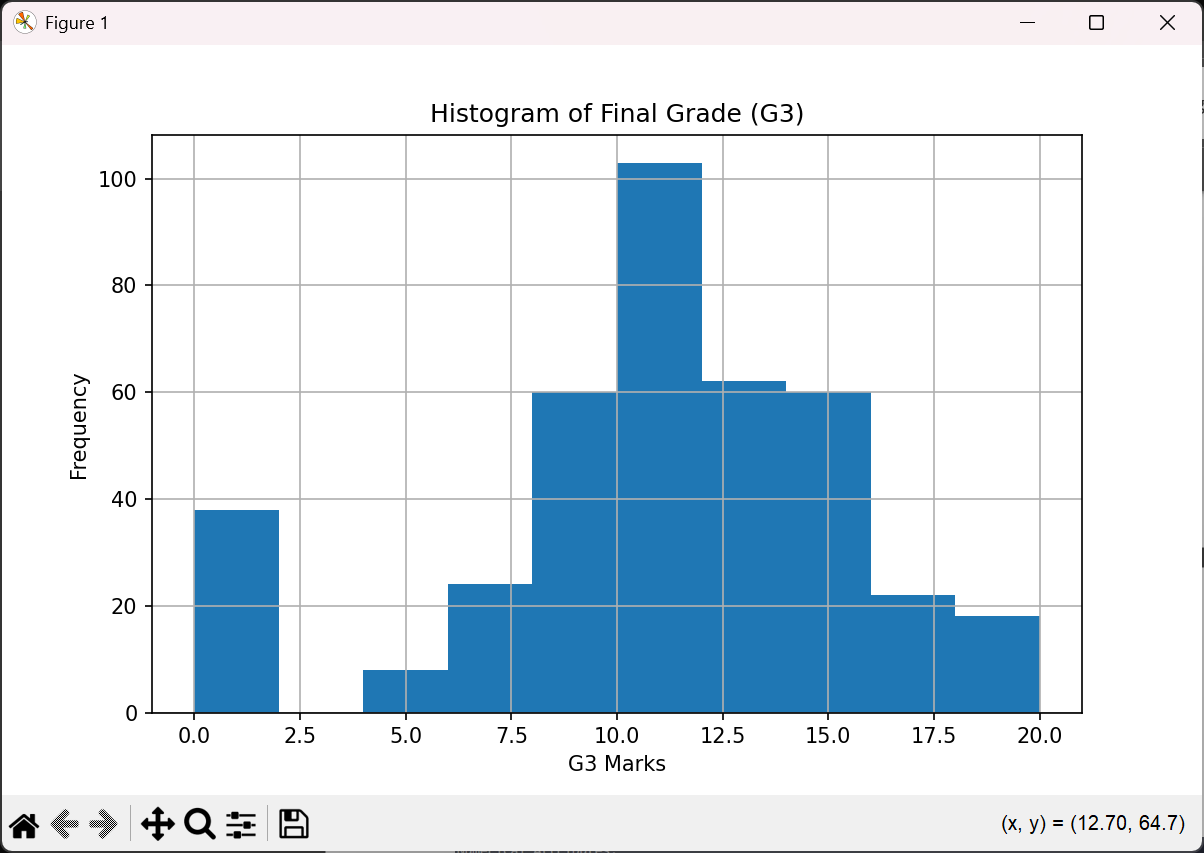 Figure 1
Histogram of Final Grade (G3)
100
80
60
40
20
0
Frequency
0.0 2.5 5.0 7.5 10.0 12.5 15.0 17.5 20.0
G3 Marks
(x, y) = (12.70, 64.7)